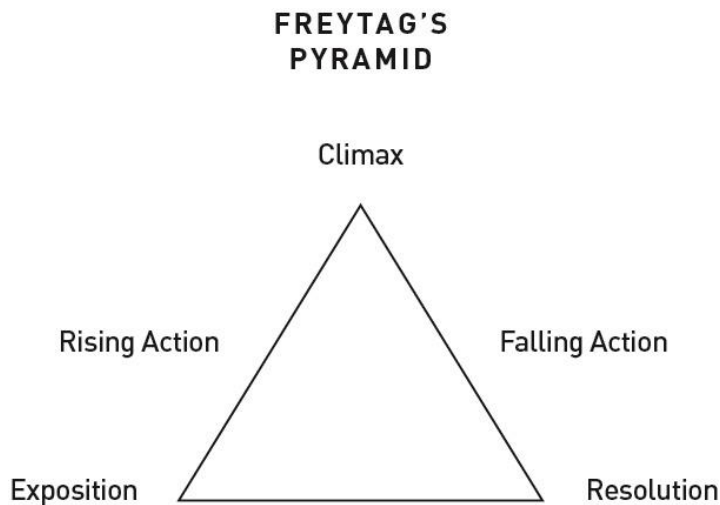 FREYTAG'S
PYRAMID
Climax
Rising Action
Falling Action
Exposition
Resolution